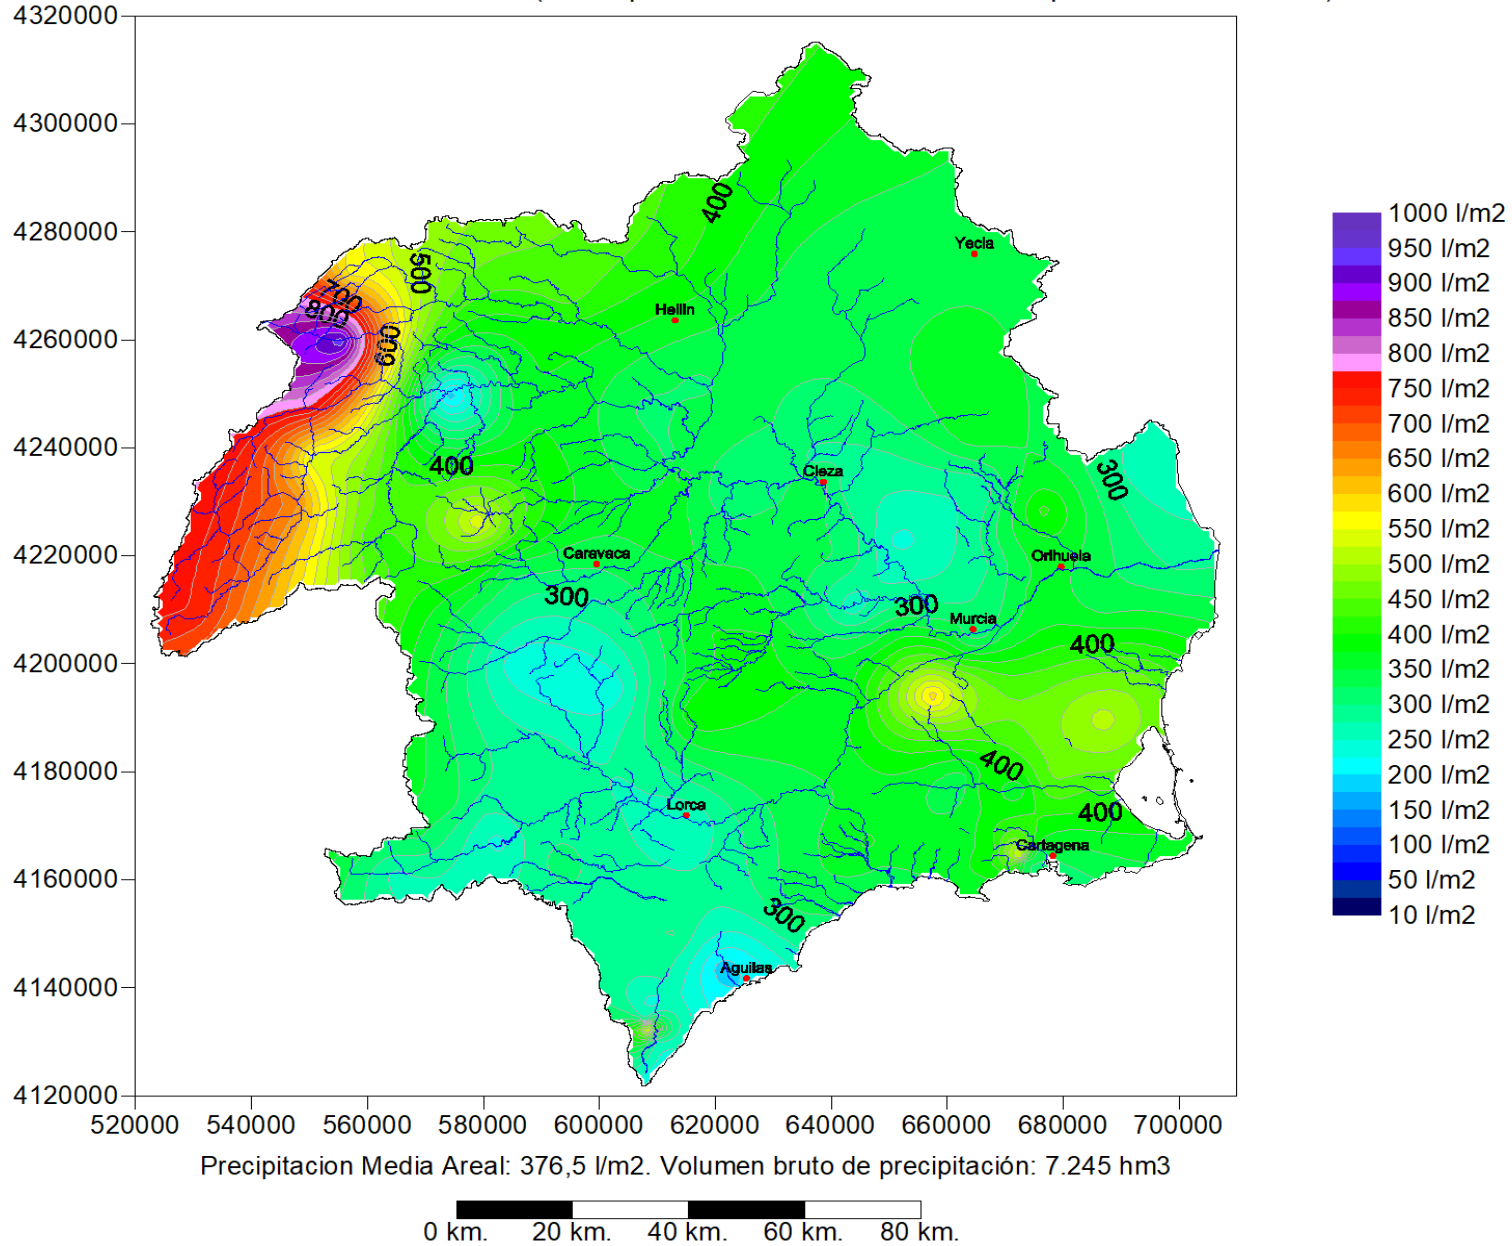 4320000
4300000
4280000
4260000
4240000
4220000
4200000
4180000
4160000
4140000
4120000
520000 540000 560000 580000 600000 620000 640000 660000 680000 700000
400
500
700
800
600
400
300
300
300
400
400
400
300
Yecla
Hellin
Cieza
Caravaca
Orihuela
Murcia
Lorca
Cartagena
Aguilas
1000 l/m2
950 l/m2
900 l/m2
850 l/m2
800 l/m2
750 l/m2
700 l/m2
650 l/m2
600 l/m2
550 l/m2
500 l/m2
450 l/m2
400 l/m2
350 l/m2
300 l/m2
250 l/m2
200 l/m2
150 l/m2
100 l/m2
50 l/m2
10 l/m2
Precipitacion Media Areal: 376,5 l/m2. Volumen bruto de precipitación: 7.245 hm3
0 km. 20 km. 40 km. 60 km. 80 km.